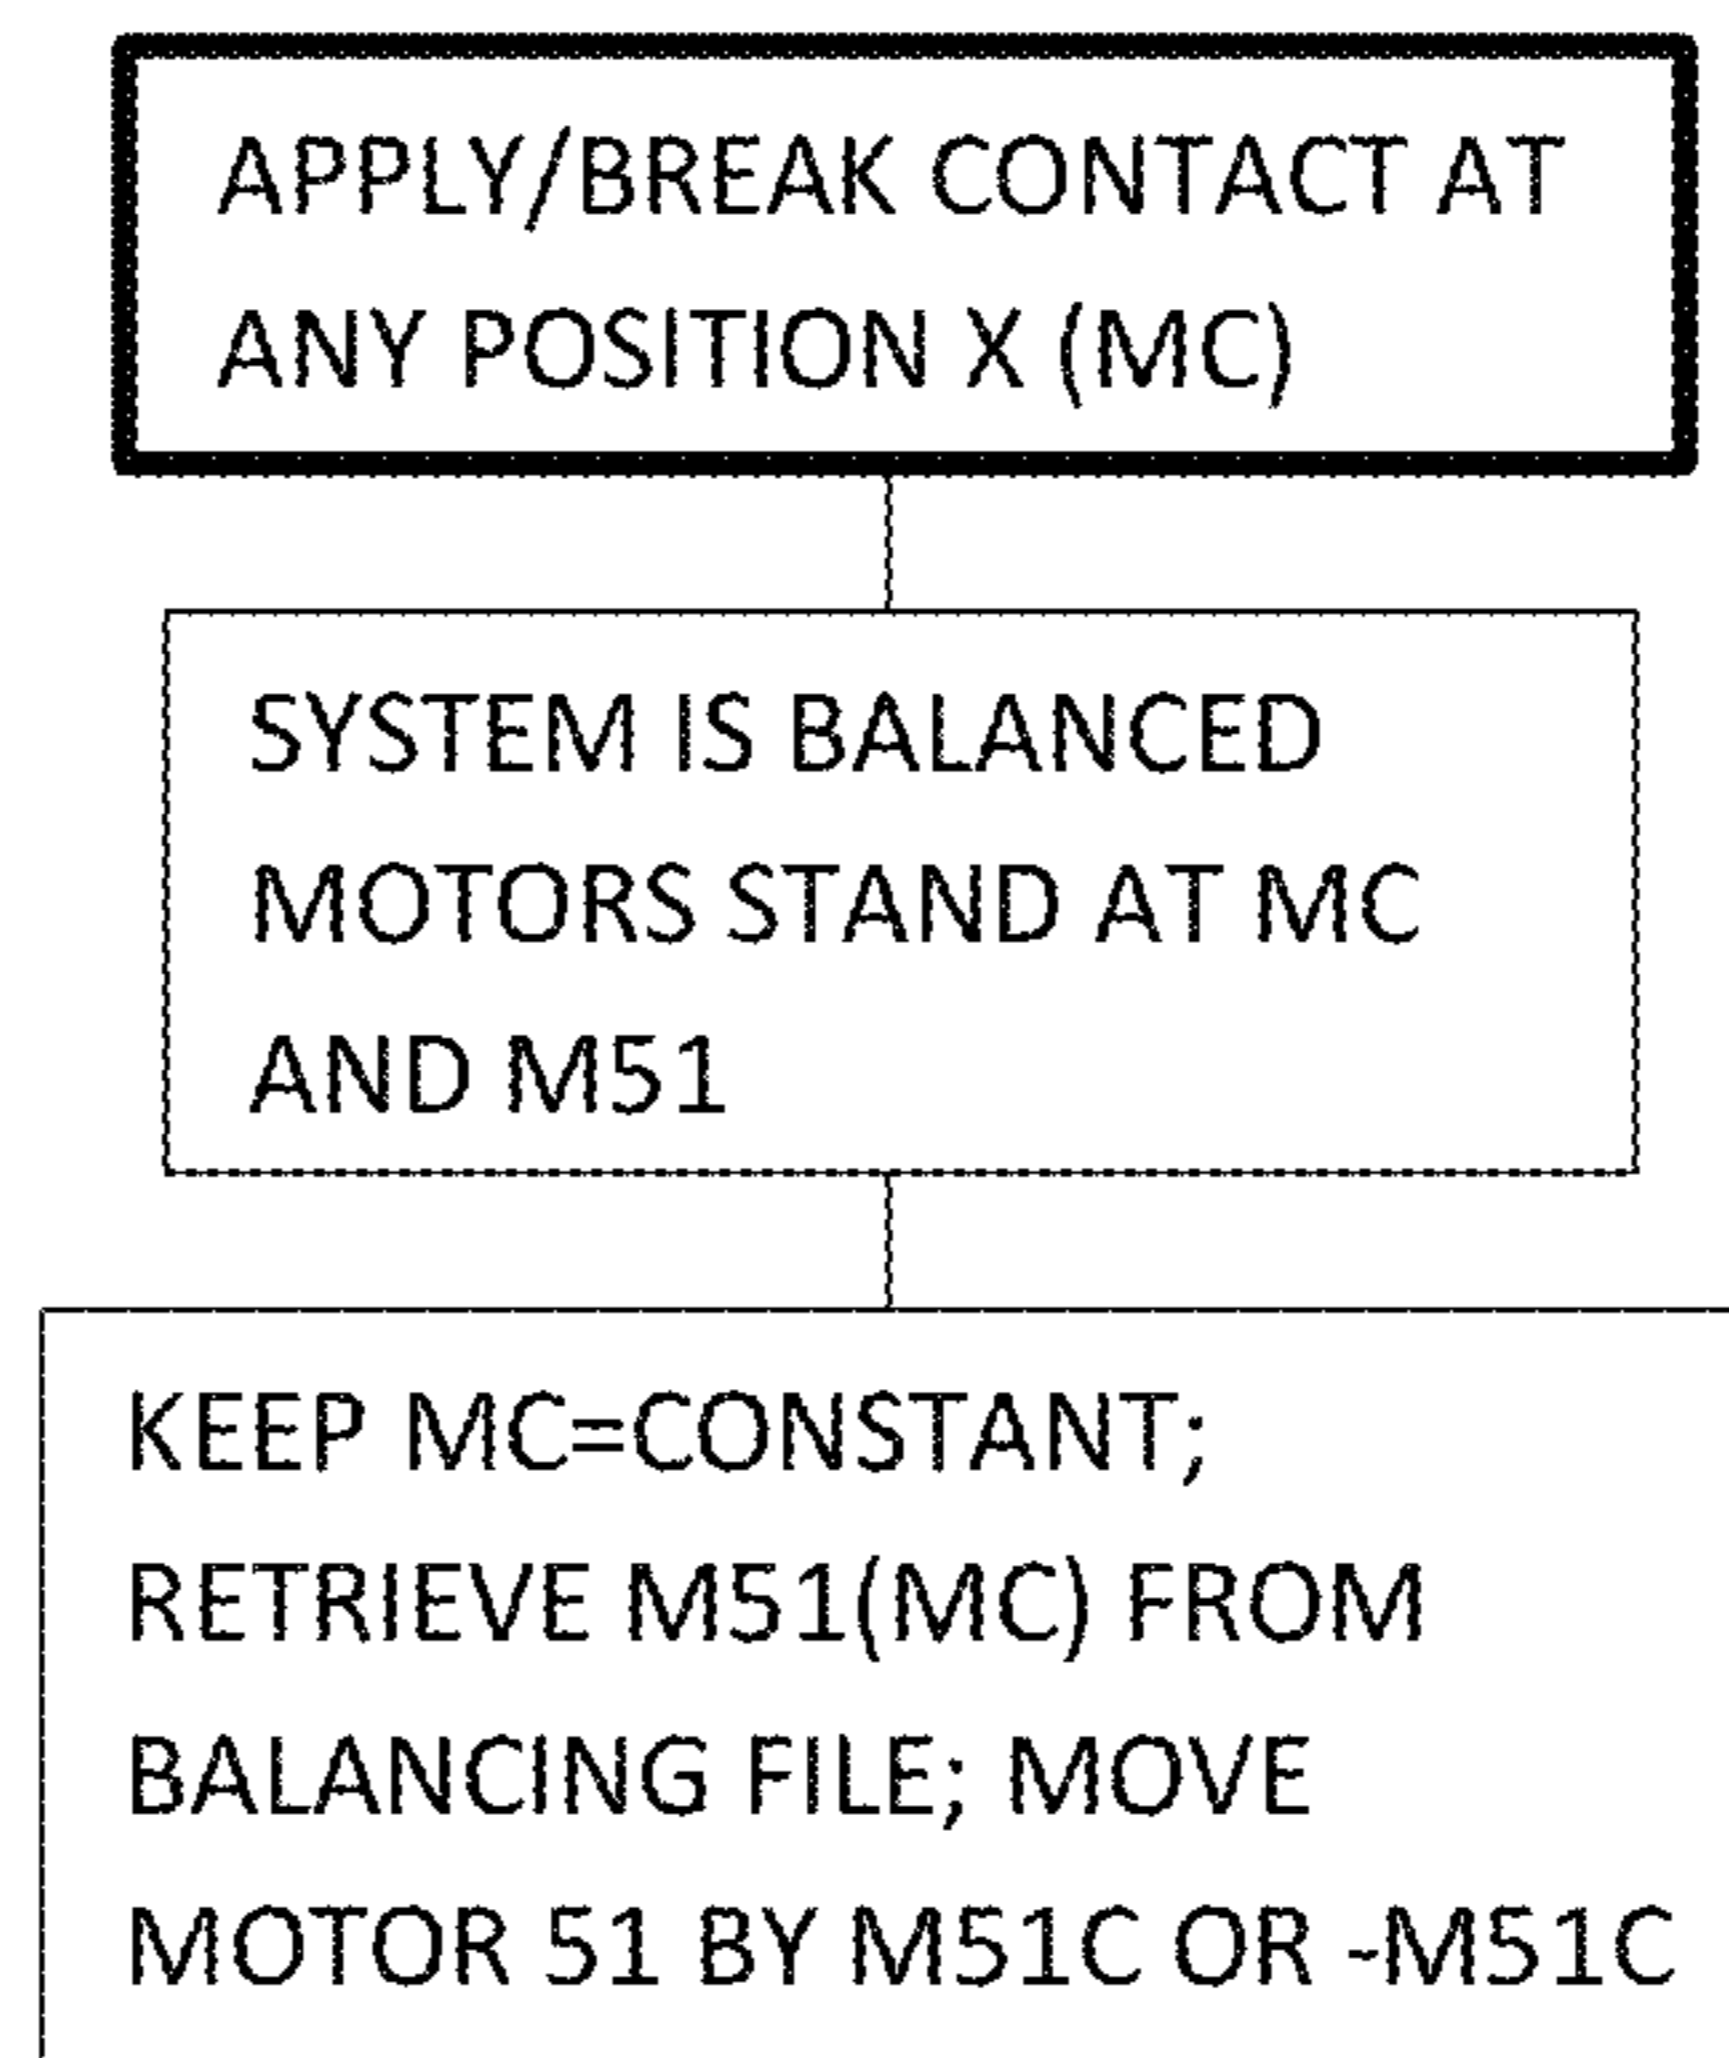 APPLY/BREAK CONTACT AT
ANY POSITION X (MC)
SYSTEM IS BALANCED
MOTORS STAND AT MC
AND M51
KEEP MC=CONSTANT;
RETRIEVE M51(MC) FROM
BALANCING FILE; MOVE
MOTOR 51 BY M51C OR -M51C